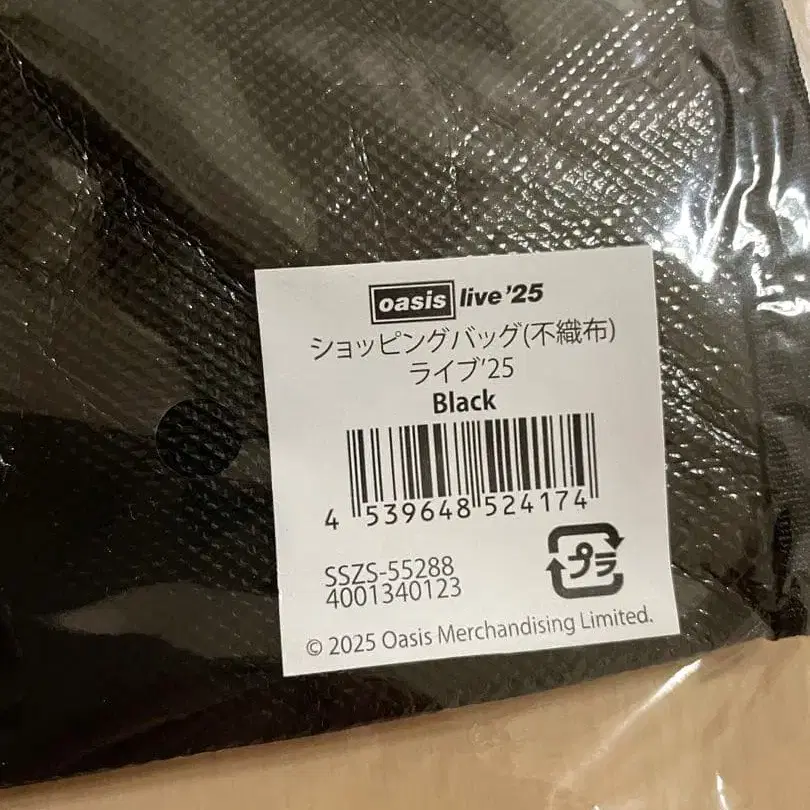 oasis live '25
ショッピングバッグ(不織布)
ライブ'25
Black
4 539648 524174
プラ
SSZS-55288
4001340123
© 2025 Oasis Merchandising Limited.